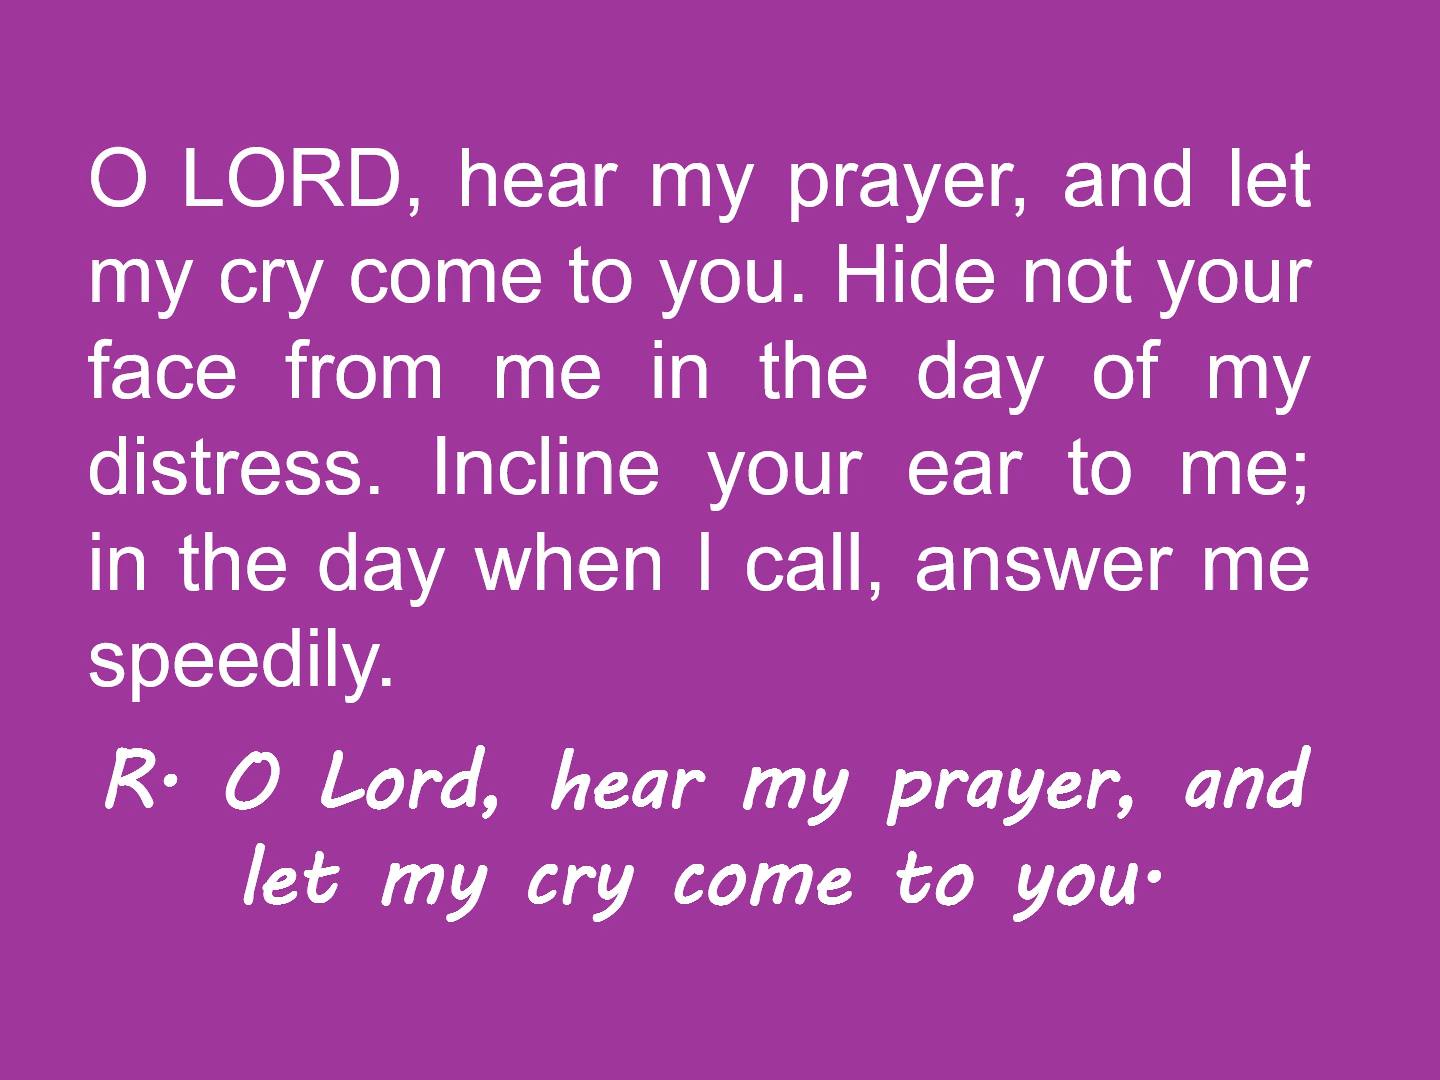 O LORD, hear my prayer, and let
my cry come to you. Hide not your
face from me in the day of my
distress. Incline your ear to me;
in the day when I call, answer me
speedily.
R. O Lord, hear my prayer, and
let my cry come to you.